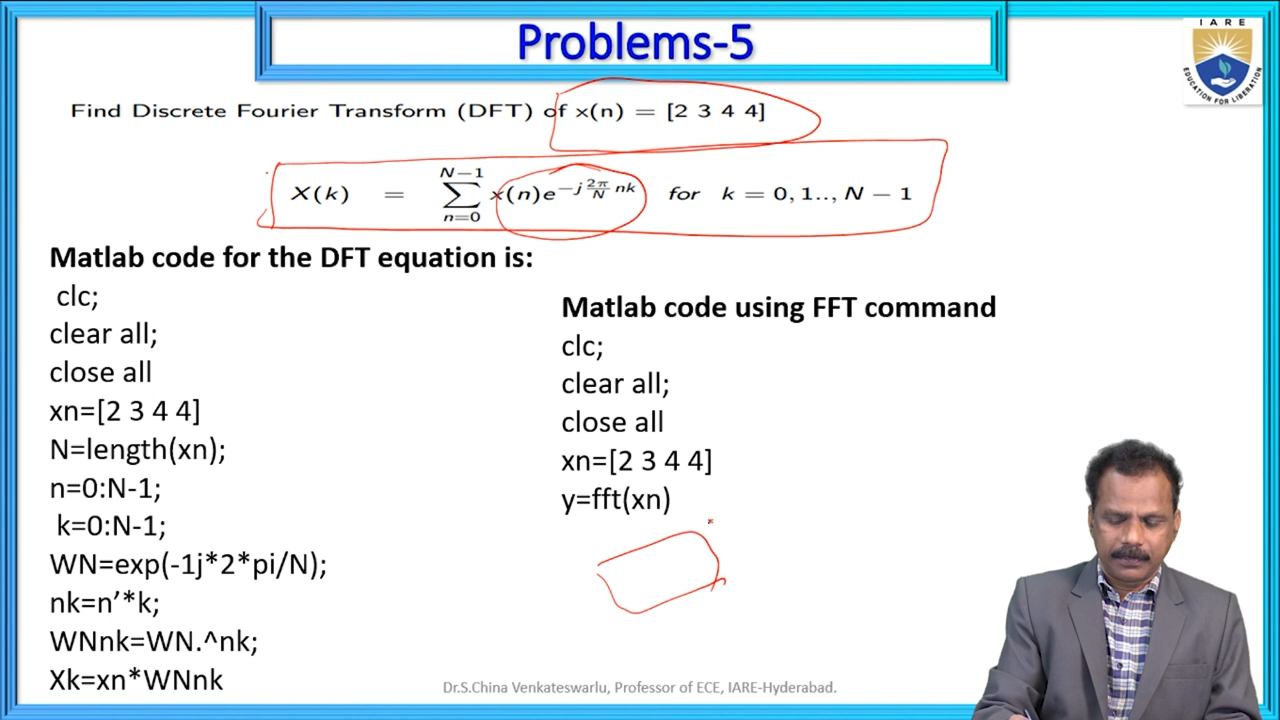 Problems-5
IARE
EDUCATION FOR LIBERATION
Find Discrete Fourier Transform (DFT) of x(n) = [2 3 4 4]
X(k) = ∑_{n=0}^{N−1} x(n)e^{−j\frac{2π}{N}nk} for k = 0, 1.., N − 1
Matlab code for the DFT equation is:
clc;
clear all;
close all
xn=[2 3 4 4]
N=length(xn);
n=0:N-1;
k=0:N-1;
WN=exp(-1j*2*pi/N);
nk=n’*k;
WNnk=WN.^nk;
Xk=xn*WNnk
Matlab code using FFT command
clc;
clear all;
close all
xn=[2 3 4 4]
y=fft(xn)
Dr.S.China Venkateswarlu, Professor of ECE, IARE-Hyderabad.